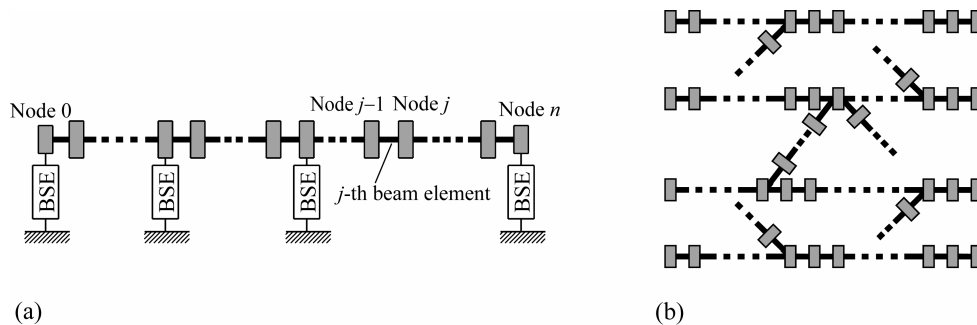 Node 0
Node j−1
Node j
Node n
j-th beam element
BSE
BSE
BSE
BSE
(a)
(b)